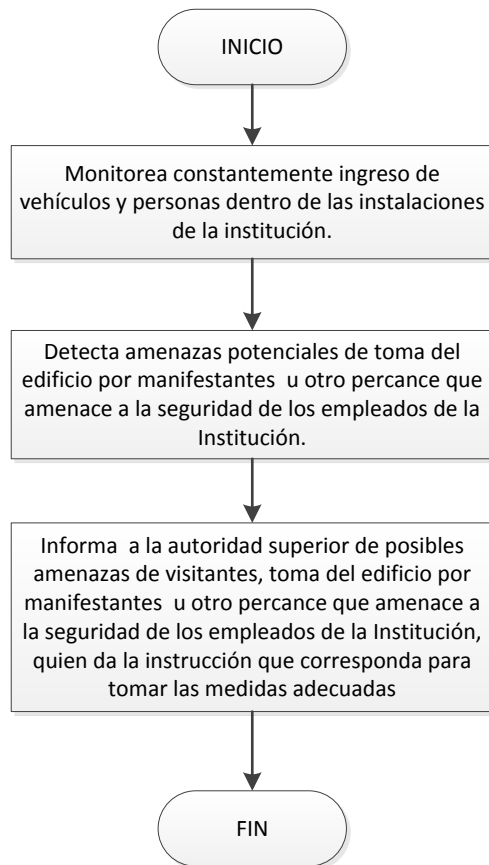 INICIO
Monitorea constantemente ingreso de
vehículos y personas dentro de las instalaciones
de la institución.
Detecta amenazas potenciales de toma del
edificio por manifestantes  u otro percance que
amenace a la seguridad de los empleados de la
Institución.
Informa  a la autoridad superior de posibles
amenazas de visitantes, toma del edificio por
manifestantes  u otro percance que amenace a
la seguridad de los empleados de la Institución,
quien da la instrucción que corresponda para
tomar las medidas adecuadas
FIN